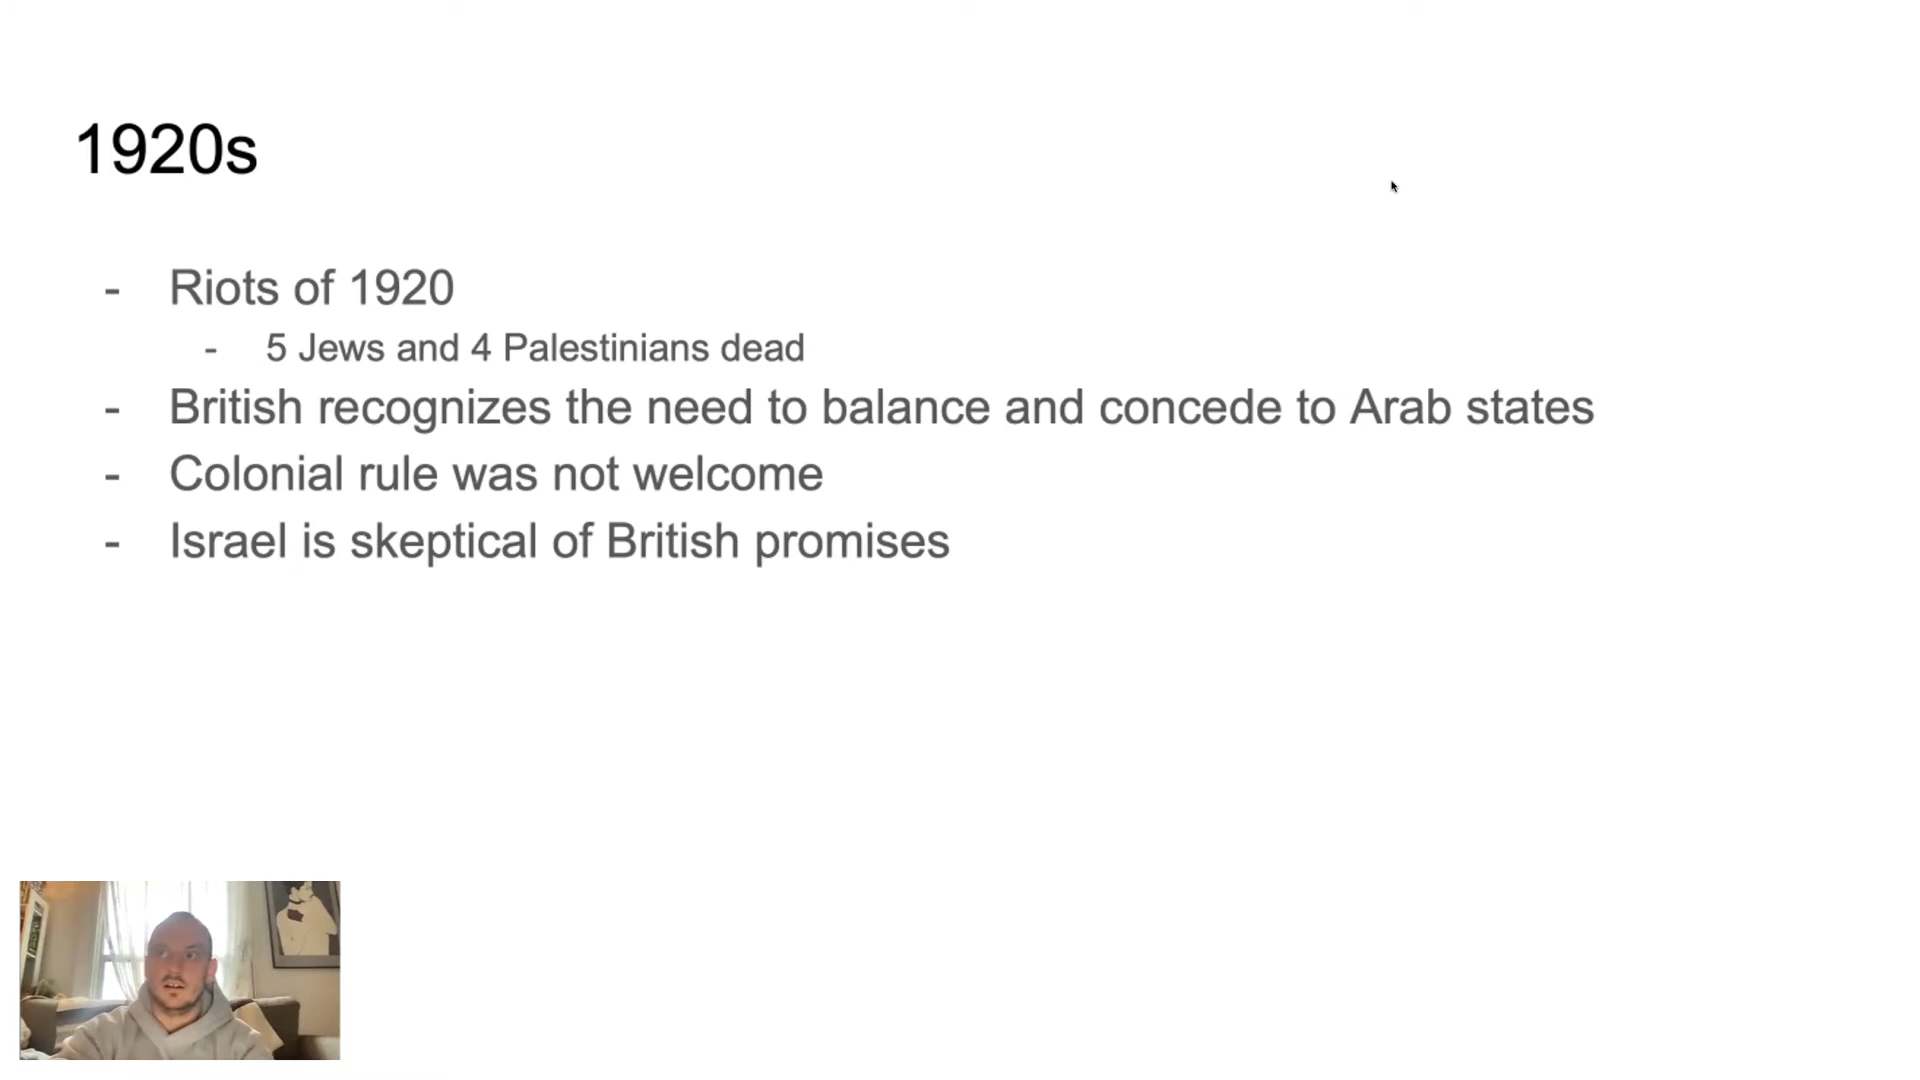 1920s
- Riots of 1920
- 5 Jews and 4 Palestinians dead
- British recognizes the need to balance and concede to Arab states
- Colonial rule was not welcome
- Israel is skeptical of British promises